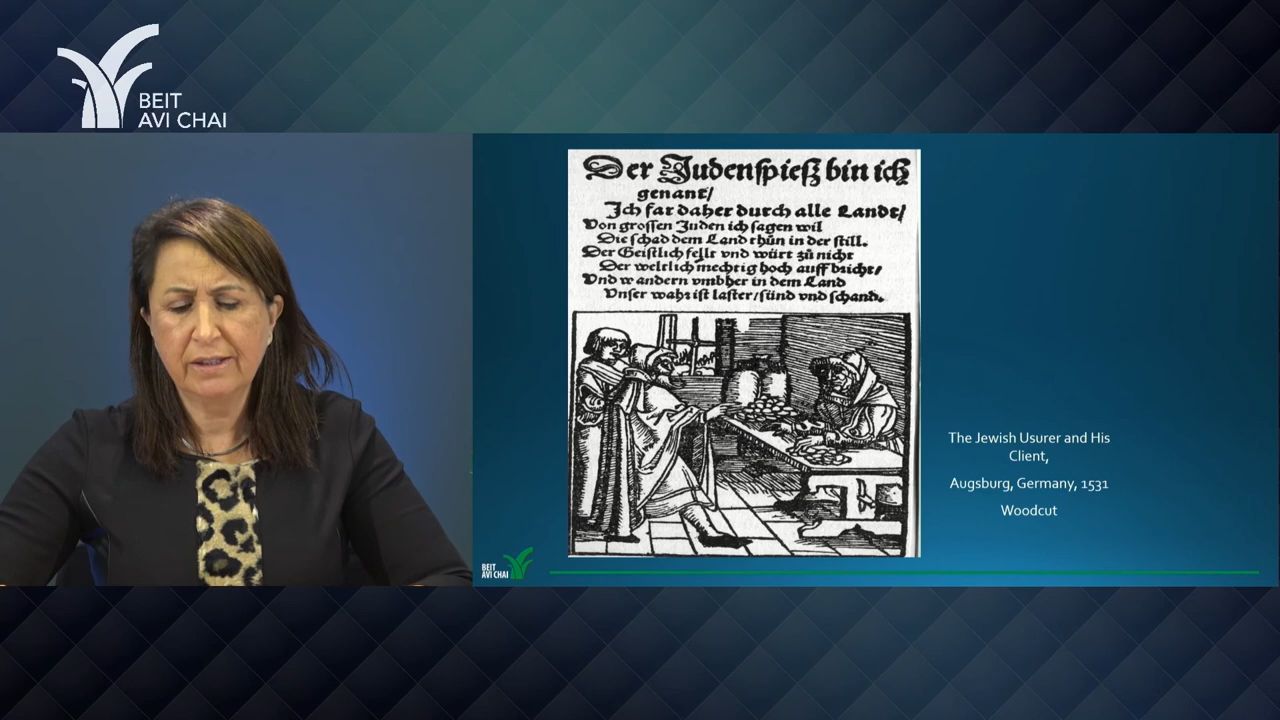 BEIT
AVI CHAI
Der Judenspieß bin ich
genant/
Ich far daher durch alle Landt/
Von grossen Juden ich sagen wil
Die schad dem Land thůn in der still.
Der Geistlich fellt vnd würt zů nicht
Der weltlich mechtig hoch auff bricht/
Vnd wandern vmbher in dem Land
Vnser wahr ist laster/sünd vnd schand.
The Jewish Usurer and His
Client,
Augsburg, Germany, 1531
Woodcut
BEIT
AVI CHAI